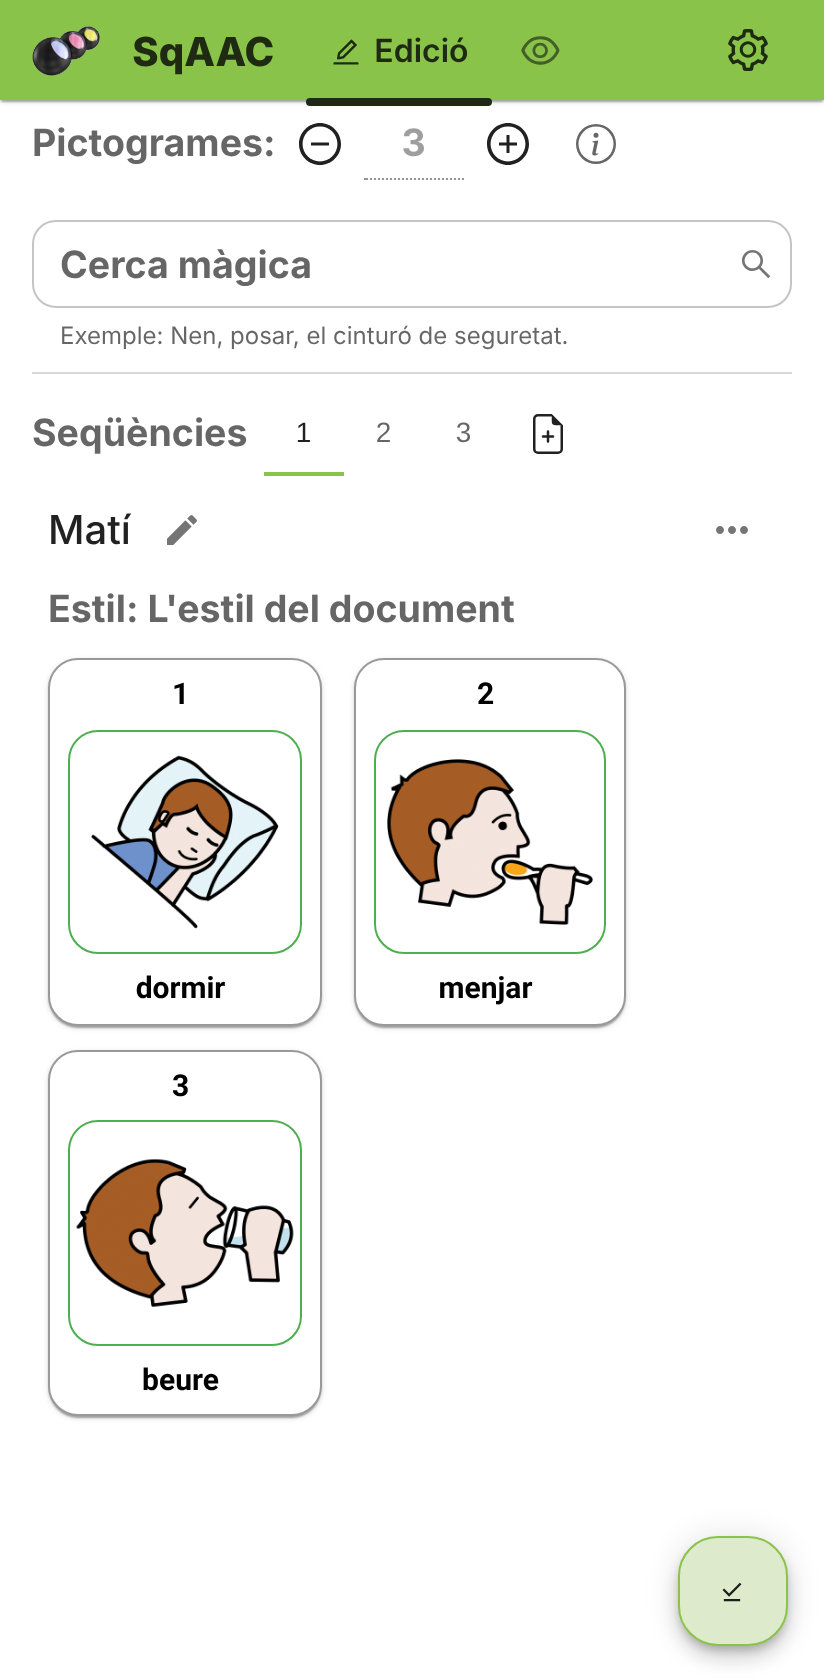 SqAAC Edició
Pictogrames: 3
Cerca màgica
Exemple: Nen, posar, el cinturó de seguretat.
Seqüències 1 2 3
Matí
Estil: L'estil del document
1 2
dormir menjar
3
beure